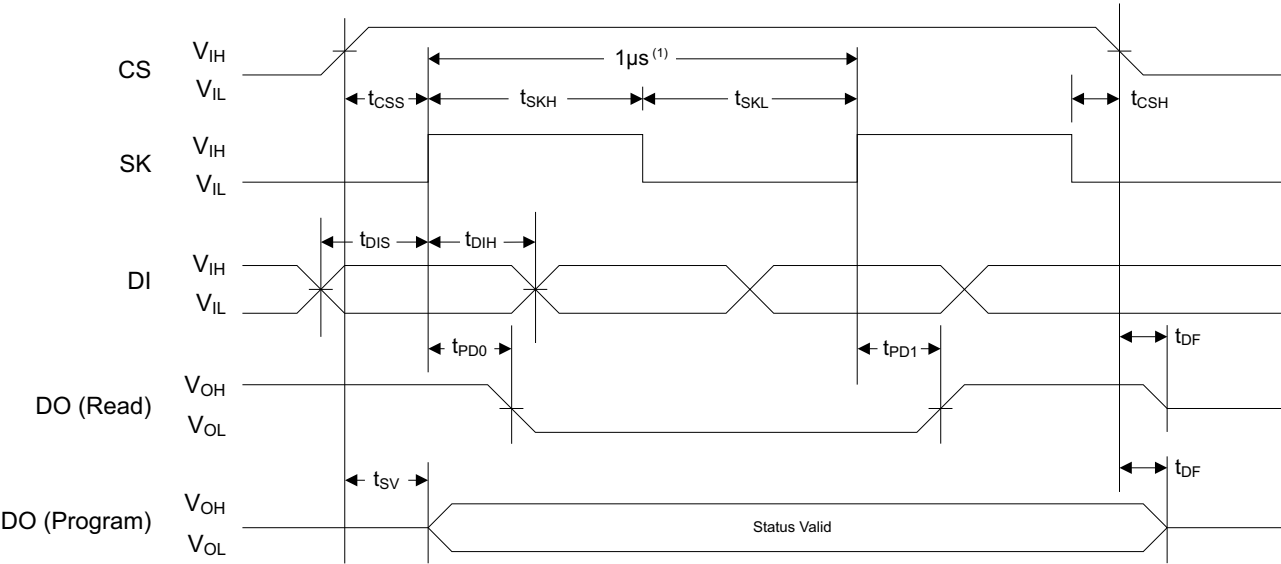 1µs (1)
CS VIH
VIL
tCSS tSKH tSKL tCSH
SK VIH
VIL
tDIS tDIH
DI VIH
VIL
tPD0 tPD1 tDF
DO (Read) VOH
VOL
tSV tDF
DO (Program) VOH
VOL
Status Valid